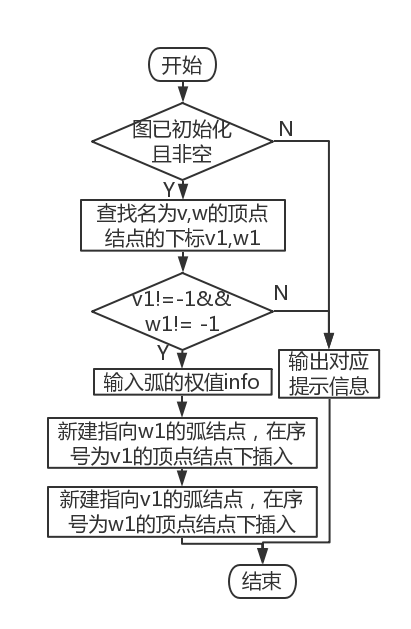 开始
图已初始化
且非空
N
Y
查找名为v,w的顶点
结点的下标v1,w1
v1!=-1&&
w1!= -1
N
Y
输入弧的权值info
输出对应
提示信息
新建指向w1的弧结点，在序
号为v1的顶点结点下插入
新建指向v1的弧结点，在序
号为w1的顶点结点下插入
结束